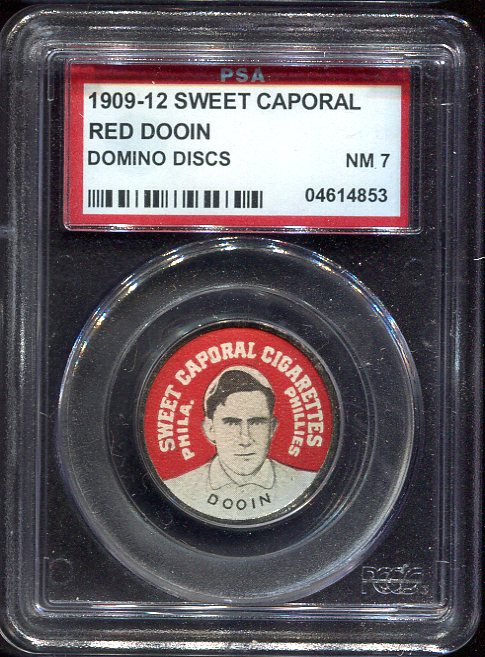 PSA
1909-12 SWEET CAPORAL
RED DOOIN
DOMINO DISCS NM 7
04614853
SWEET CAPORAL CIGARETTES
PHILA. PHILLIES
DOOIN